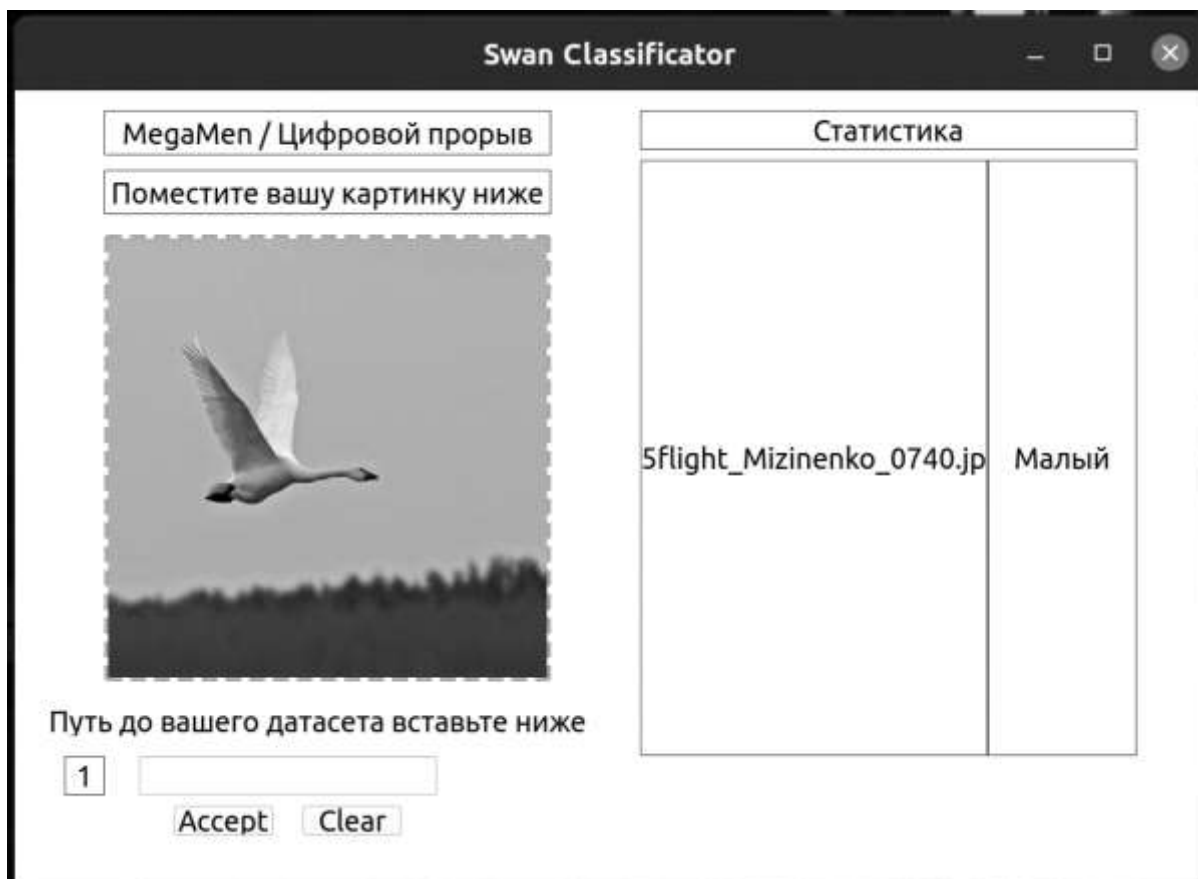 Swan Classificator
MegaMen / Цифровой прорыв
Поместите вашу картинку ниже
Путь до вашего датасета вставьте ниже
1
Accept Clear
Статистика
5flight_Mizinenko_0740.jp Малый